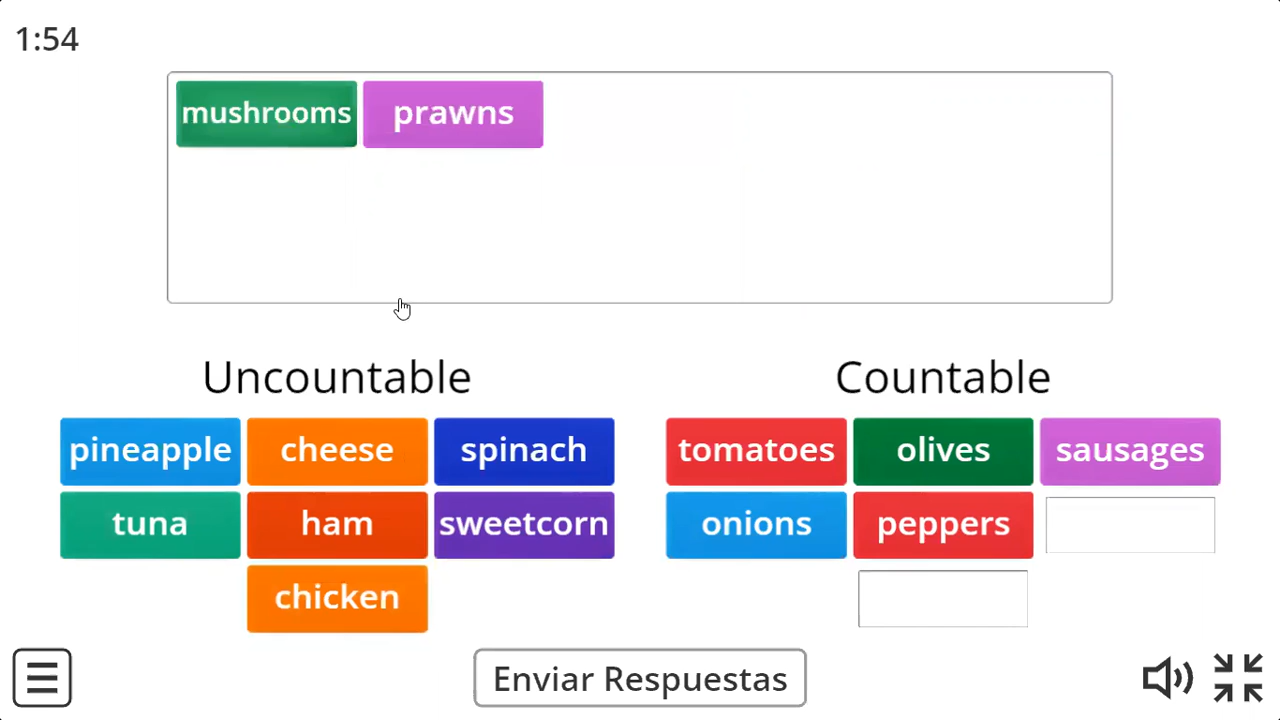 1:54
mushrooms prawns
Uncountable Countable
pineapple cheese spinach tomatoes olives sausages
tuna ham sweetcorn onions peppers
chicken
Enviar Respuestas